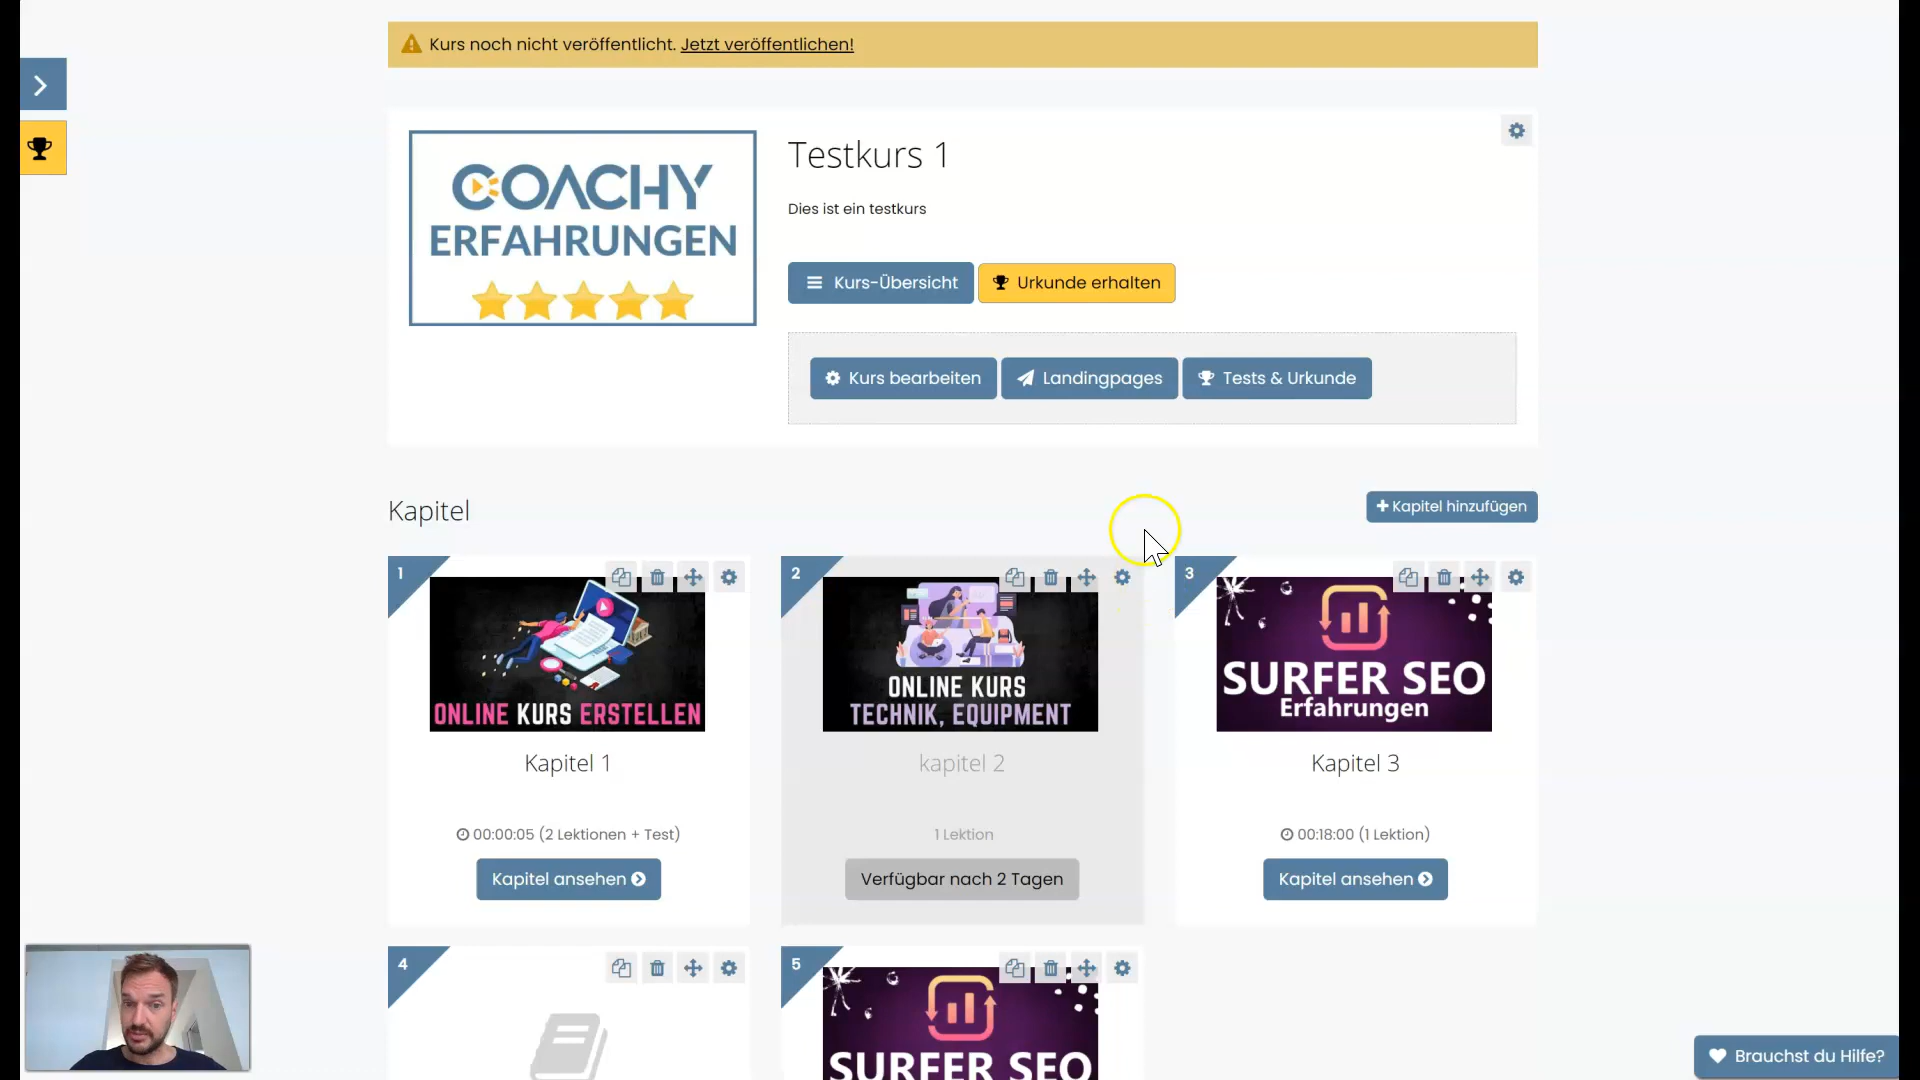 Kurs noch nicht veröffentlicht. Jetzt veröffentlichen!
COACHY
ERFAHRUNGEN
Testkurs 1
Dies ist ein testkurs
Kurs-Übersicht
Urkunde erhalten
Kurs bearbeiten
Landingpages
Tests & Urkunde
Kapitel
Kapitel hinzufügen
1
ONLINE KURS ERSTELLEN
Kapitel 1
00:00:05 (2 Lektionen + Test)
Kapitel ansehen
2
ONLINE KURS
TECHNIK, EQUIPMENT
kapitel 2
1 Lektion
Verfügbar nach 2 Tagen
3
SURFER SEO
Erfahrungen
Kapitel 3
00:18:00 (1 Lektion)
Kapitel ansehen
4
5
SURFER SEO
Brauchst du Hilfe?